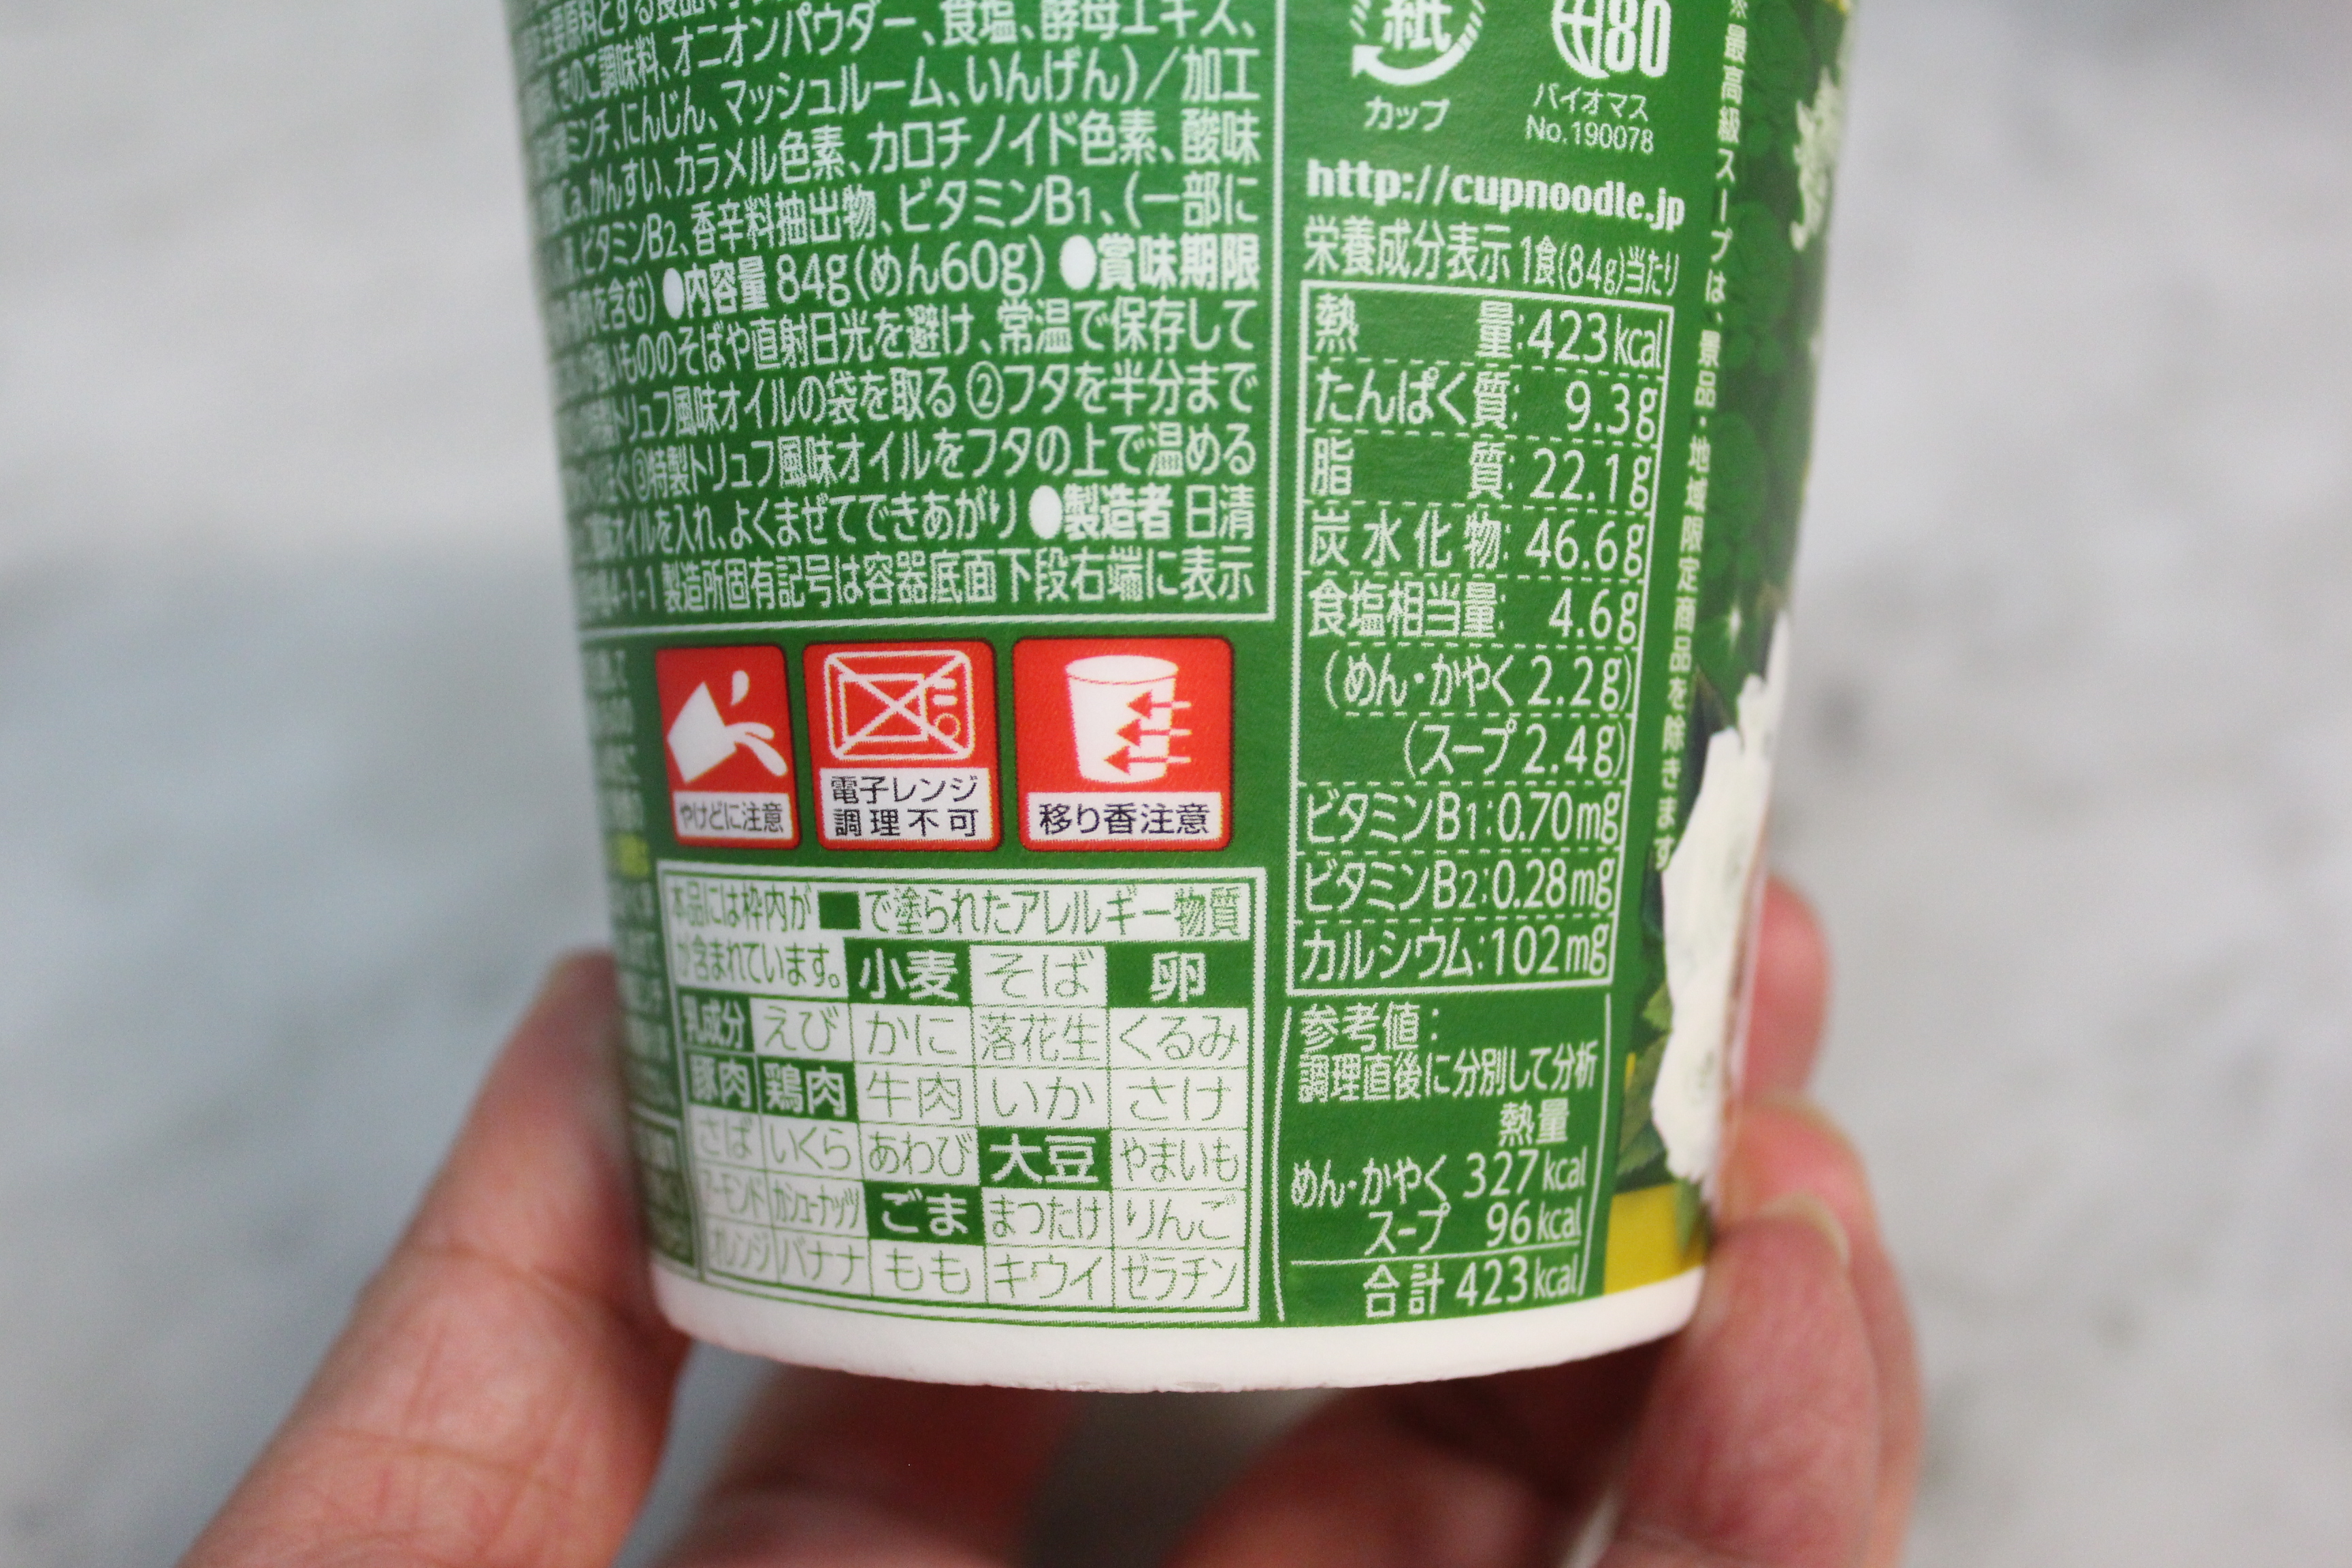 主要原料とする食品、
きのこ調味料、オニオンパウダー、食塩、酵母エキス、
ミンチ、にんじん、マッシュルーム、いんげん)/加工
Ca、かんすい、カラメル色素、カロチノイド色素、酸味
ビタミンB2、香辛料抽出物、ビタミンB1、(一部に
肉を含む) ●内容量 84g(めん60g) ●賞味期限
強いもののそばや直射日光を避け、常温で保存して
トリュフ風味オイルの袋を取る ②フタを半分まで
ぐ ③特製トリュフ風味オイルをフタの上で温める
オイルを入れ、よくまぜてできあがり ●製造者 日清
4-1-1 製造所固有記号は容器底面下段右端に表示
やけどに注意
電子レンジ
調理不可
移り香注意
本品には枠内が■で塗られたアレルギー物質
が含まれています。 小麦 そば 卵
乳成分 えび かに 落花生 くるみ
豚肉 鶏肉 牛肉 いか さけ
さば いくら あわび 大豆 やまいも
アーモンド カシューナッツ ごま まつたけ りんご
オレンジ バナナ もも キウイ ゼラチン
紙
カップ
80
バイオマス
No.190078
http://cupnoodle.jp
栄養成分表示 1食(84g)当たり
熱量:423kcal
たんぱく質: 9.3g
脂質: 22.1g
炭水化物: 46.6g
食塩相当量: 4.6g
(めん・かやく 2.2g)
(スープ 2.4g)
ビタミンB1:0.70mg
ビタミンB2:0.28mg
カルシウム:102mg
参考値:
調理直後に分別して分析
熱量
めん・かやく 327kcal
スープ 96kcal
合計 423kcal
※最高級スープは、景品・地域限定商品を除きます